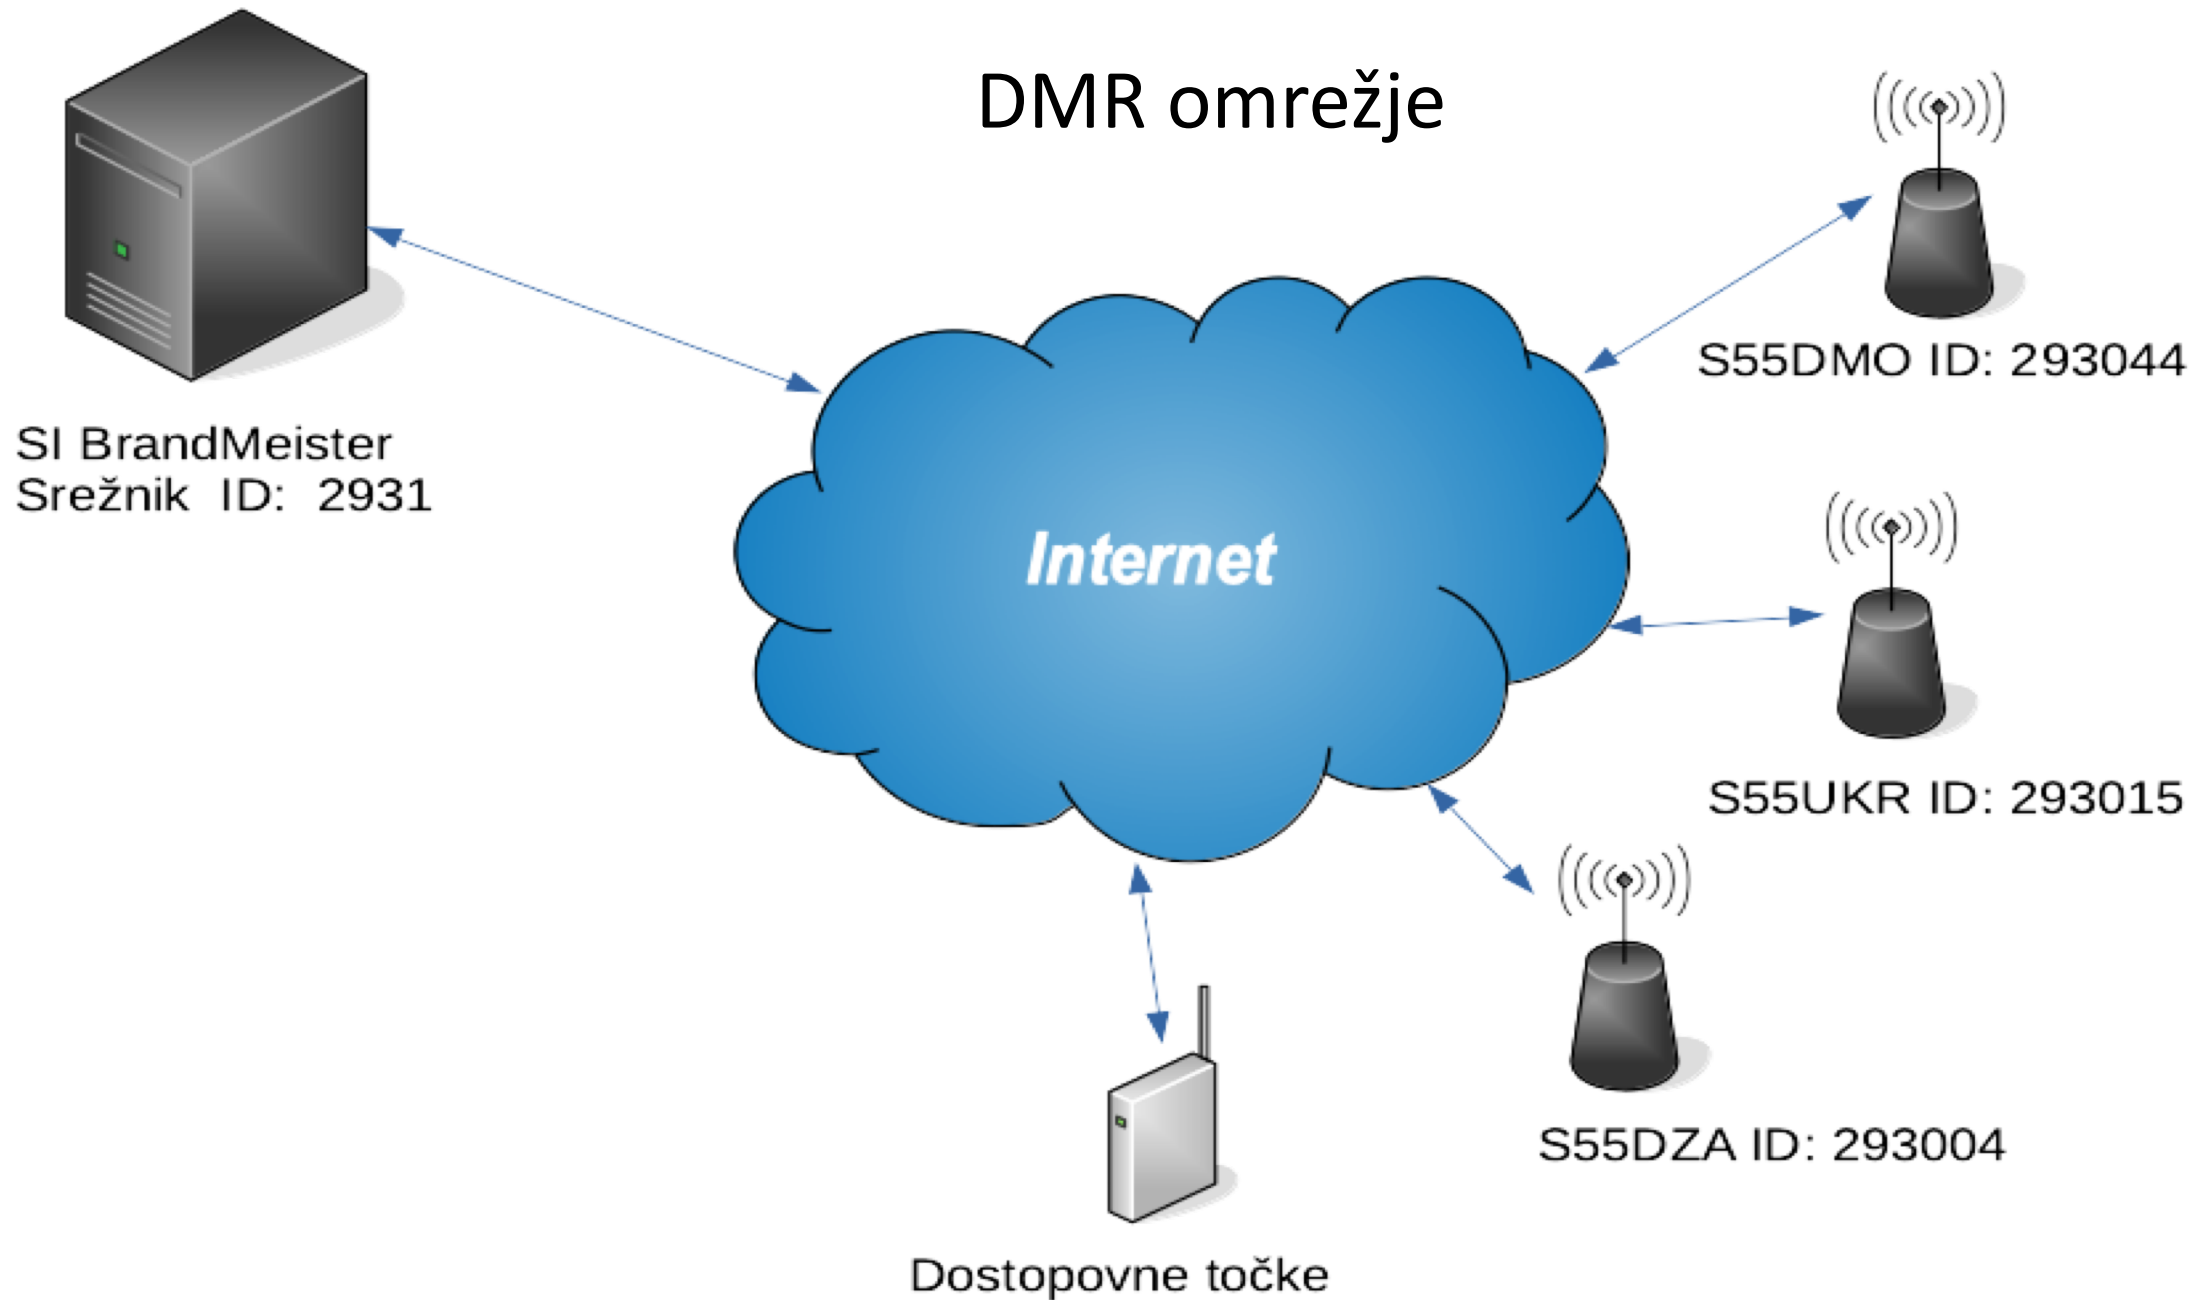 DMR omrežje
SI BrandMeister
Srežnik ID: 2931
Internet
S55DMO ID: 293044
S55UKR ID: 293015
S55DZA ID: 293004
Dostopovne točke